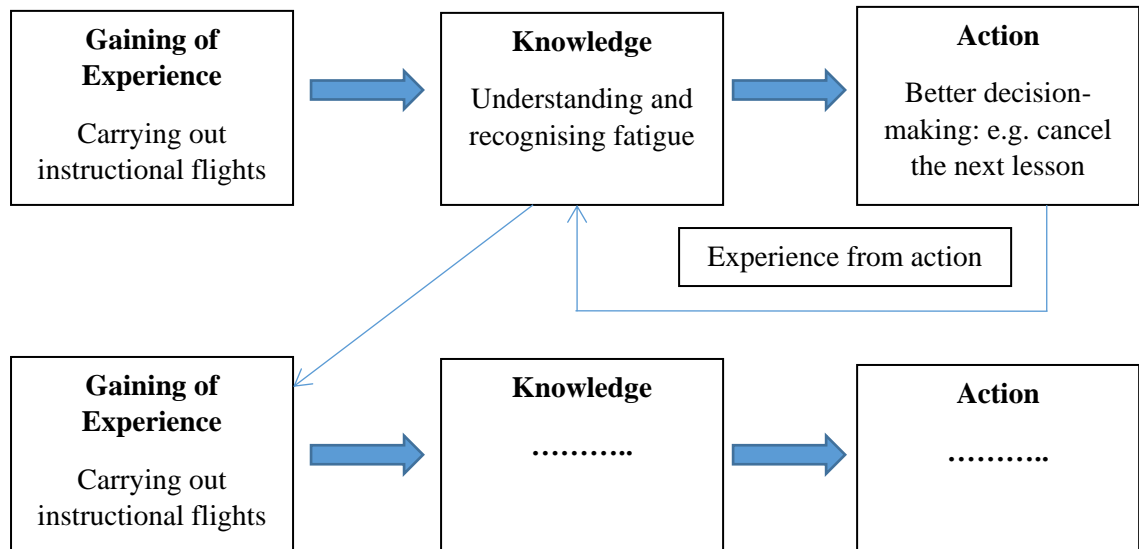 Gaining of
Experience
Carrying out
instructional flights
Knowledge
Understanding and
recognising fatigue
Action
Better decision-
making: e.g. cancel
the next lesson
Experience from action
Gaining of
Experience
Carrying out
instructional flights
Knowledge
………..
Action
………..